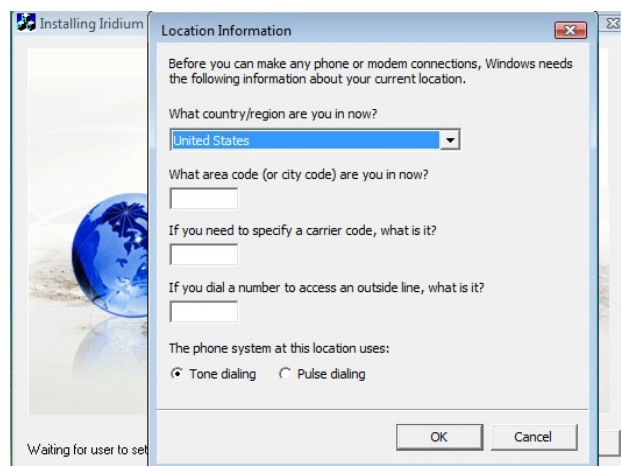 Installing Iridium
Location Information
Before you can make any phone or modem connections, Windows needs
the following information about your current location.
What country/region are you in now?
United States
What area code (or city code) are you in now?
If you need to specify a carrier code, what is it?
If you dial a number to access an outside line, what is it?
The phone system at this location uses:
Tone dialing Pulse dialing
OK Cancel
Waiting for user to set